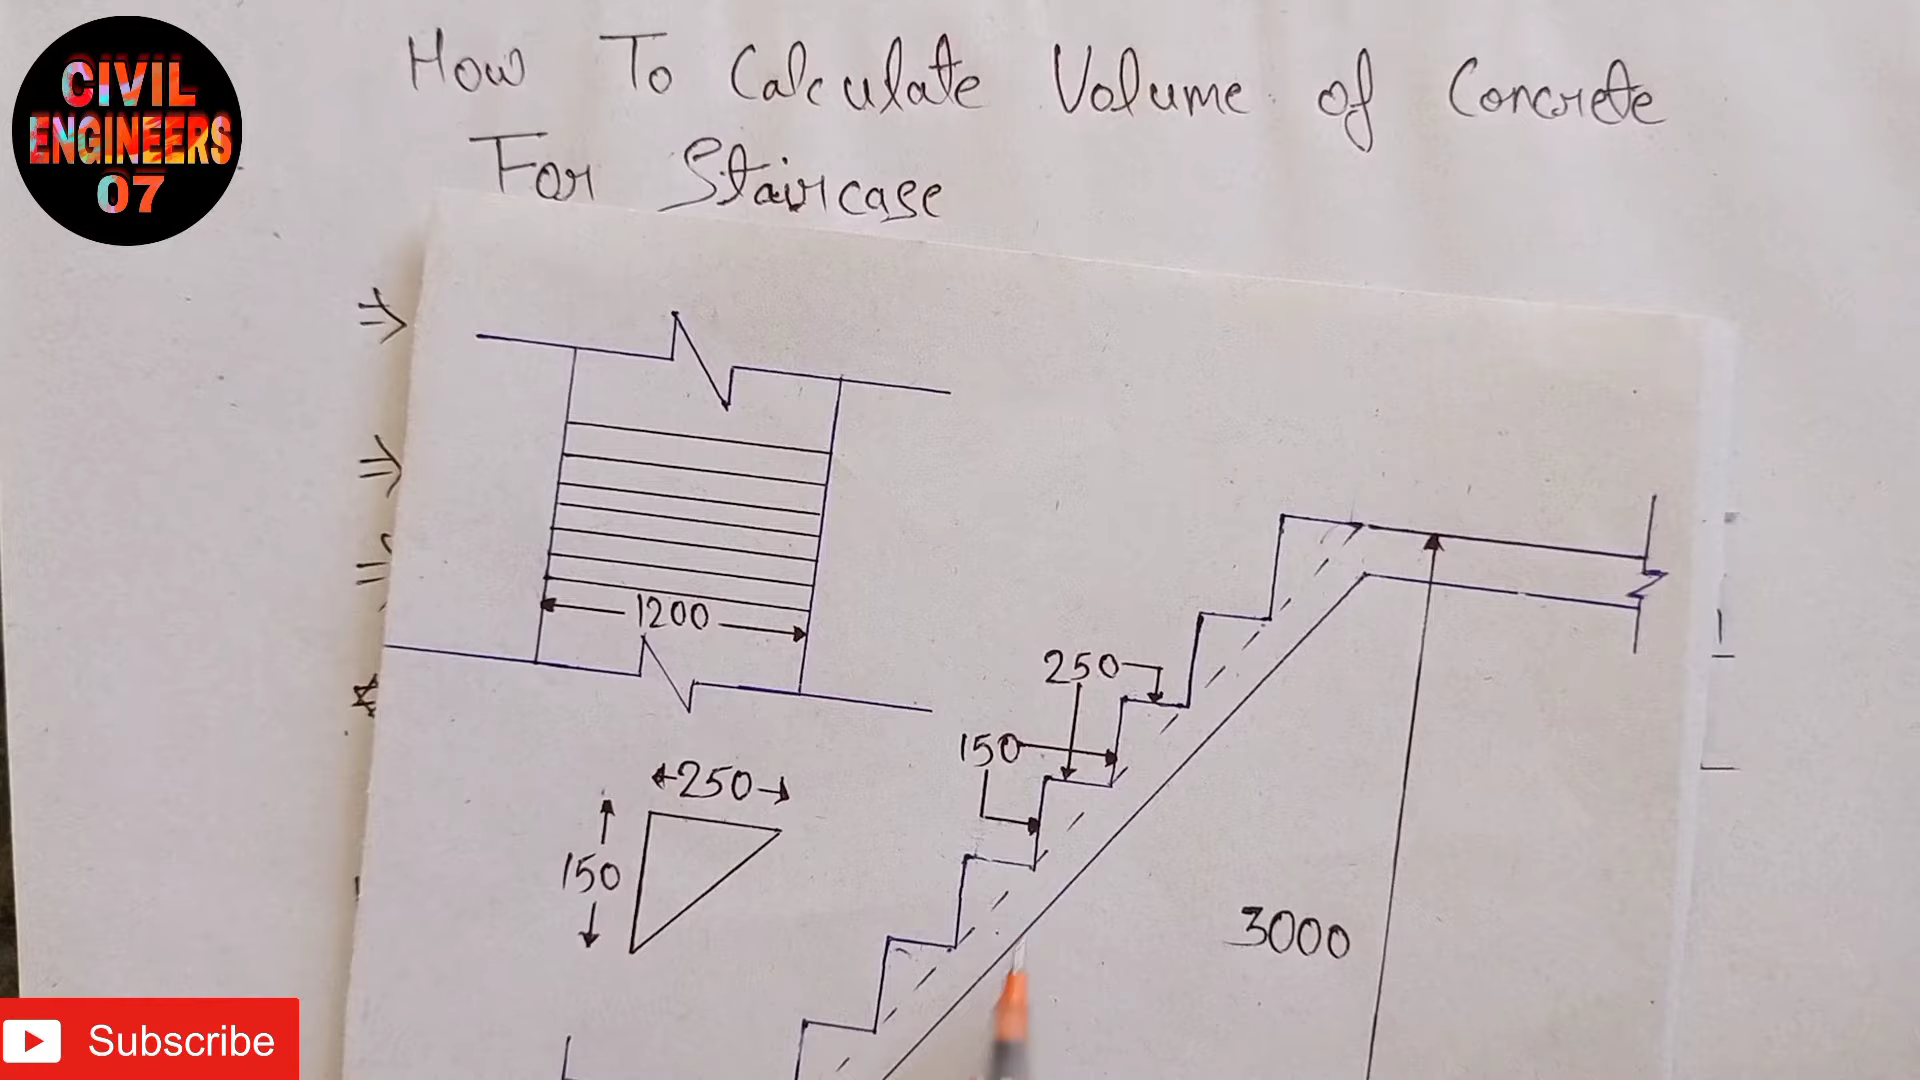 CIVIL
ENGINEERS
07
How To Calculate Volume of Concrete
For Staircase
1200
250
150
250
150
3000
Subscribe